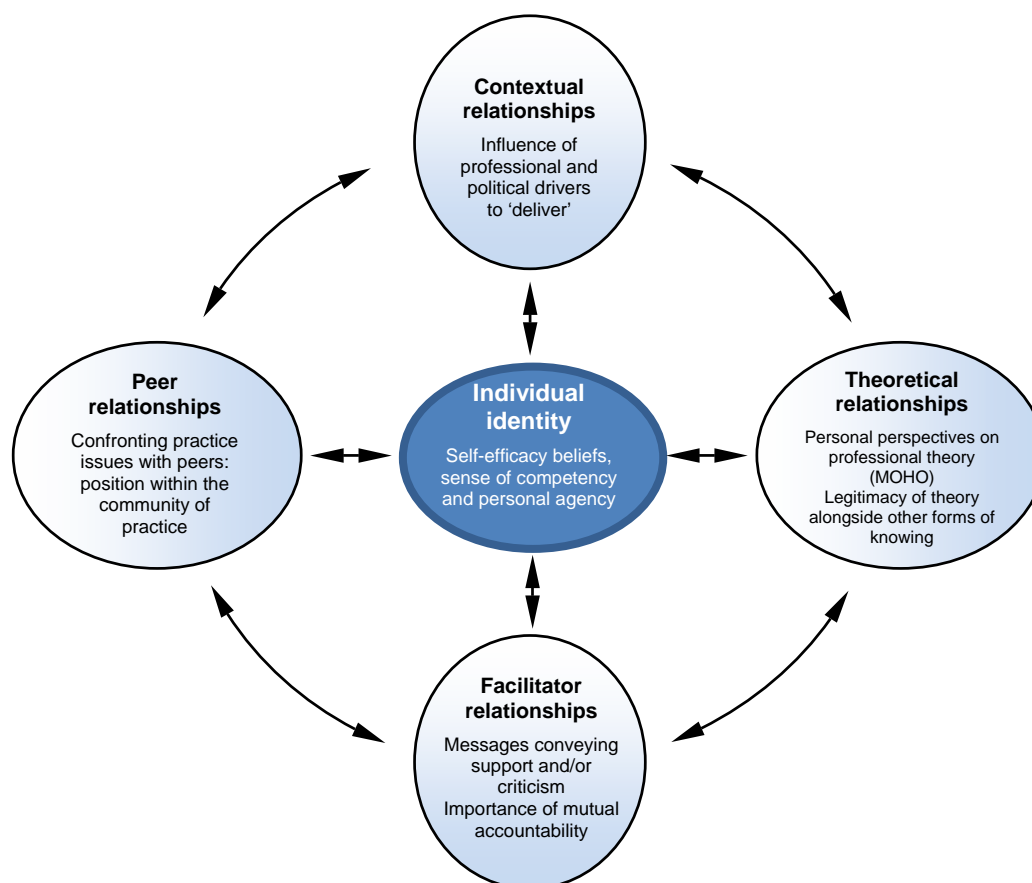 Contextual
relationships
Influence of
professional and
political drivers
to ‘deliver’
Peer
relationships
Confronting practice
issues with peers:
position within the
community of
practice
Individual
identity
Self-efficacy beliefs,
sense of competency
and personal agency
Theoretical
relationships
Personal perspectives on
professional theory
(MOHO)
Legitimacy of theory
alongside other forms of
knowing
Facilitator
relationships
Messages conveying
support and/or
criticism
Importance of mutual
accountability